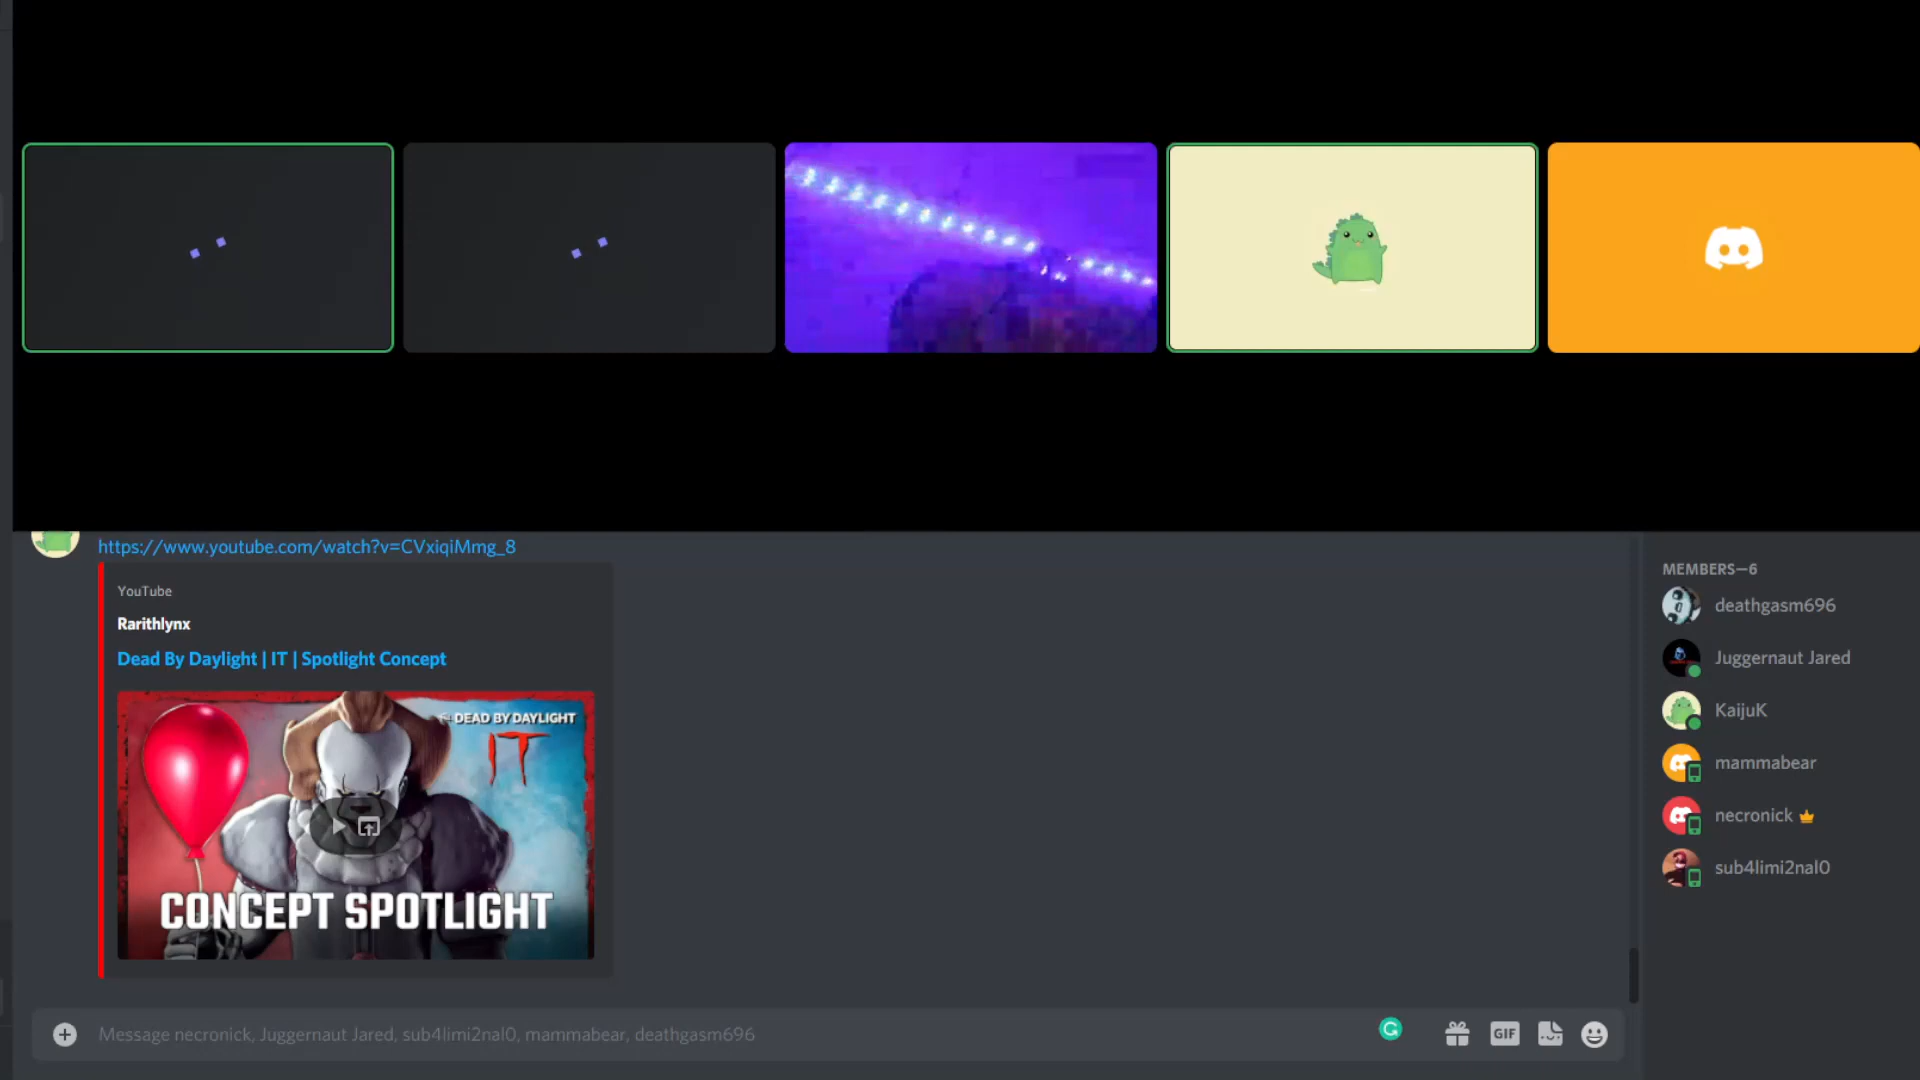 https://www.youtube.com/watch?v=CVxiqiMmg_8
YouTube
Rarithlynx
Dead By Daylight | IT | Spotlight Concept
DEAD BY DAYLIGHT
IT
CONCEPT SPOTLIGHT
Message necronick, Juggernaut Jared, sub4limi2nal0, mammabear, deathgasm696
GIF
MEMBERS—6
deathgasm696
Juggernaut Jared
KaijuK
mammabear
necronick
sub4limi2nal0